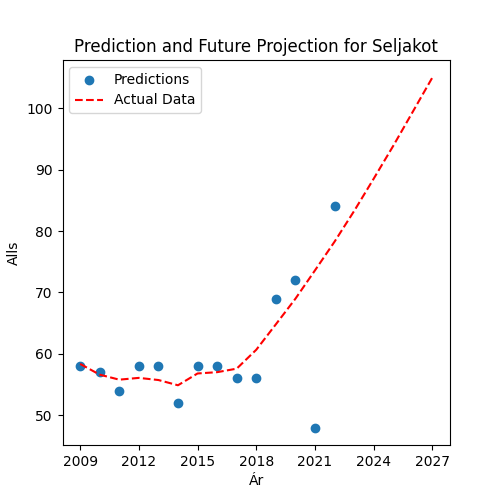 Prediction and Future Projection for Seljakot
Predictions
Actual Data
Alls
100
90
80
70
60
50
2009 2012 2015 2018 2021 2024 2027
Ár